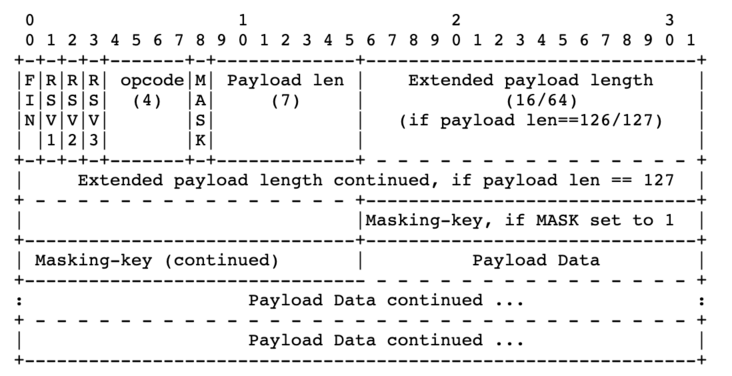 0                   1                   2                   3
 0 1 2 3 4 5 6 7 8 9 0 1 2 3 4 5 6 7 8 9 0 1 2 3 4 5 6 7 8 9 0 1
+-+-+-+-+-------+-+-------------+-------------------------------+
|F|R|R|R| opcode|M| Payload len |    Extended payload length    |
|I|S|S|S|  (4)  |A|     (7)     |             (16/64)           |
|N|V|V|V|       |S|             |   (if payload len==126/127)   |
| |1|2|3|       |K|             |                               |
+-+-+-+-+-------+-+-------------+ - - - - - - - - - - - - - - - +
|     Extended payload length continued, if payload len == 127  |
+ - - - - - - - - - - - - - - - +-------------------------------+
|                               |Masking-key, if MASK set to 1  |
+-------------------------------+-------------------------------+
| Masking-key (continued)       |          Payload Data         |
+-------------------------------- - - - - - - - - - - - - - - - +
:                     Payload Data continued ...                :
+ - - - - - - - - - - - - - - - - - - - - - - - - - - - - - - - +
|                     Payload Data continued ...                |
+---------------------------------------------------------------+